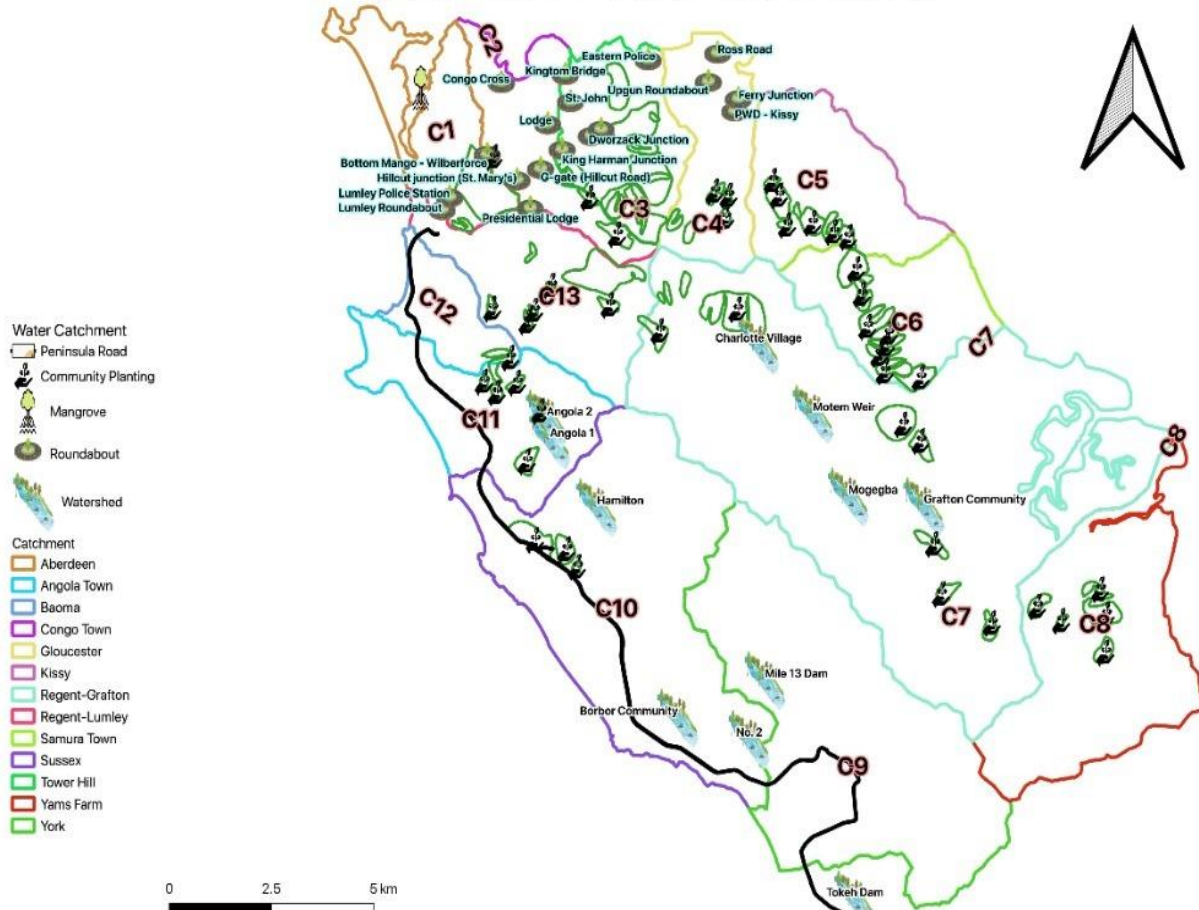 Water Catchment
Peninsula Road
Community Planting
Mangrove
Roundabout
Watershed
Catchment
Aberdeen
Angola Town
Baoma
Congo Town
Gloucester
Kissy
Regent-Grafton
Regent-Lumley
Samura Town
Sussex
Tower Hill
Yams Farm
York
0 2.5 5 km
C2
Eastern Police
Ross Road
Kingtom Bridge
Congo Cross
Upgun Roundabout
St. John
Ferry Junction
PWD - Kissy
C1
Lodge
Dworzack Junction
Bottom Mango - Wilberforce
King Harman Junction
Hillcut junction (St. Mary's)
G-gate (Hillcut Road)
C5
Lumley Police Station
Lumley Roundabout
Presidential Lodge
C3
C4
C12
C13
C6
C7
Charlotte Village
Motem Weir
Angola 2
C11
Angola 1
C8
Mogegba
Grafton Community
Hamilton
C10
C7
C8
Mile 13 Dam
Borbor Community
No. 2
C9
Tokeh Dam